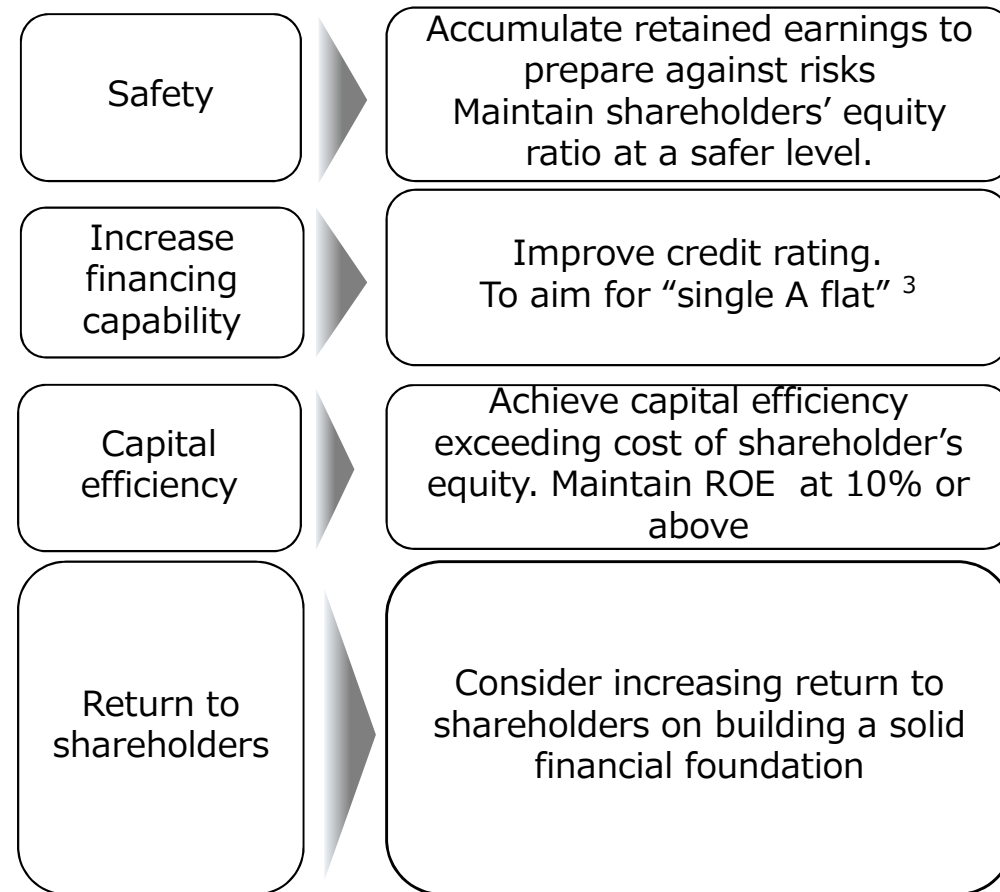 Safety
Accumulate retained earnings to
prepare against risks
Maintain shareholders’ equity
ratio at a safer level.
Increase
financing
capability
Improve credit rating.
To aim for “single A flat” 3
Capital
efficiency
Achieve capital efficiency
exceeding cost of shareholder’s
equity. Maintain ROE  at 10% or
above
Return to
shareholders
Consider increasing return to
shareholders on building a solid
financial foundation